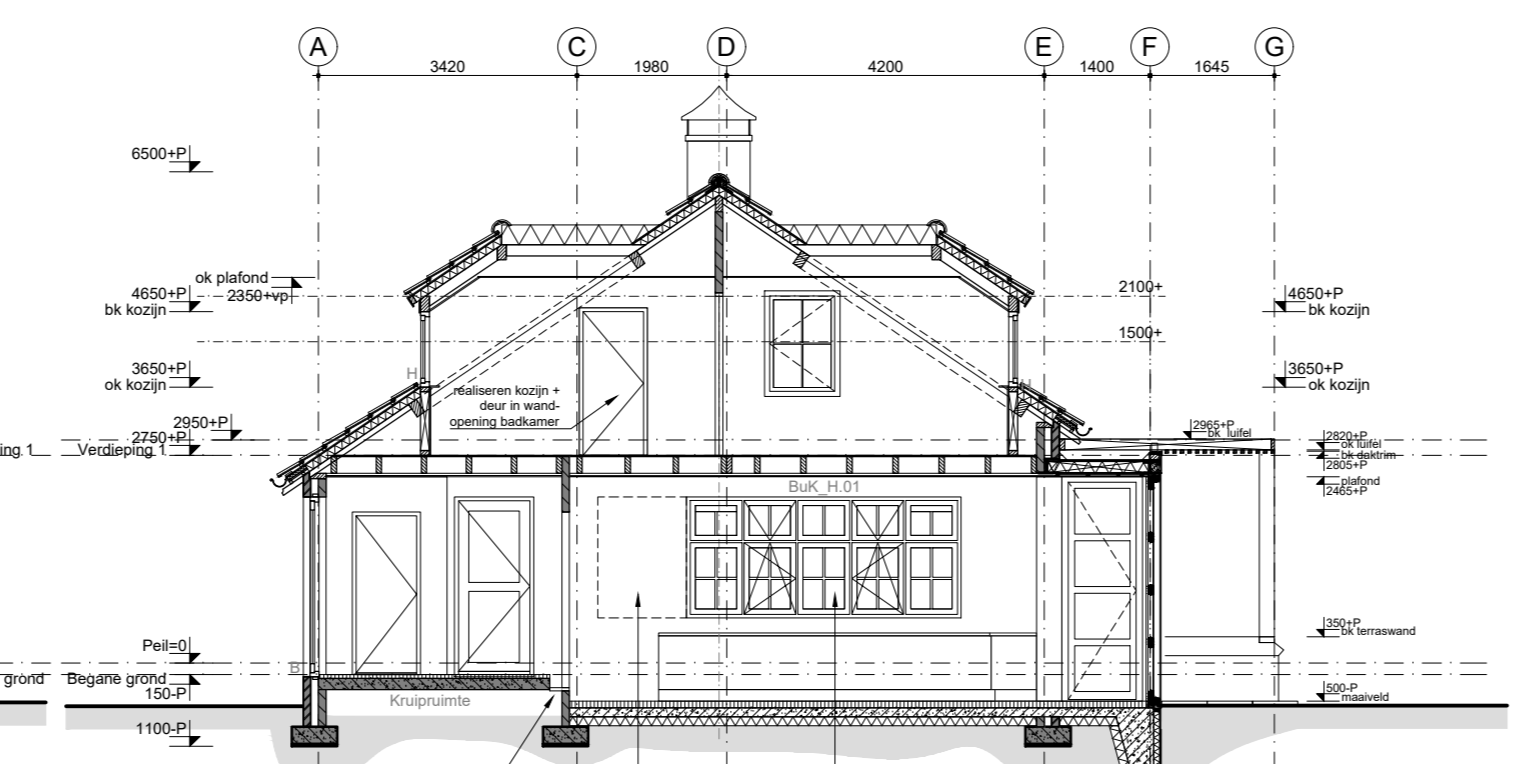 A C D E F G
3420 1980 4200 1400 1645
6500+P
ok plafond
2350+vp
4650+P
bk kozijn
2100+
4650+P
bk kozijn
1500+
3650+P
ok kozijn
H
H
3650+P
ok kozijn
realiseren kozijn +
deur in wand-
opening badkamer
2950+P
2750+P
ing 1
Verdieping 1
2965+P
bk luifel
2820+P
ok luifel
bk daktrim
2805+P
plafond
2465+P
BuK_H.01
Peil=0
B
grond
Begane grond
150-P
Kruipruimte
1100-P
350+P
bk terraswand
500-P
maaiveld